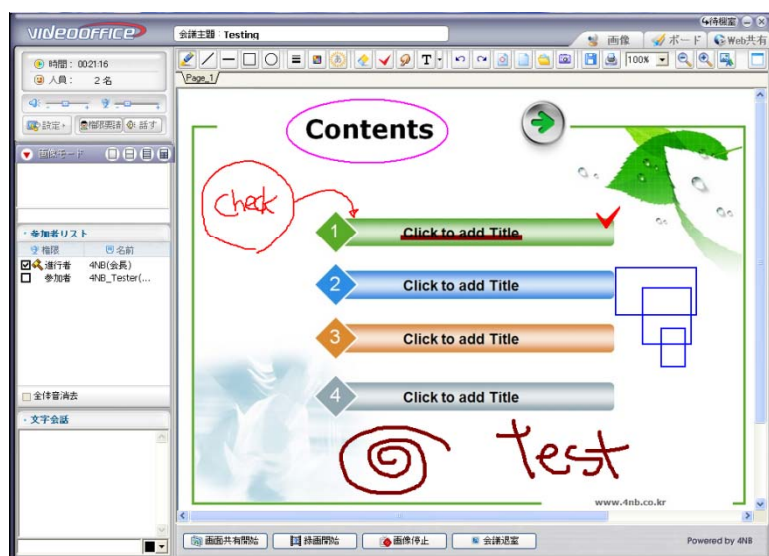 VIDEOOFFICE
会議主題 : Testing
待機室
画像
ボード
Web共有
時間 : 0021:16
人員 : 2 名
設定
権限要請
話す
画像モード
100%
Page_1
Contents
check
1 Click to add Title
2 Click to add Title
3 Click to add Title
4 Click to add Title
test
www.4nb.co.kr
参加者リスト
権限 名前
進行者 4NB(会長)
参加者 4NB_Tester(...
全体音消去
文字会話
画面共有開始
録画開始
画像停止
会議退室
Powered by 4NB